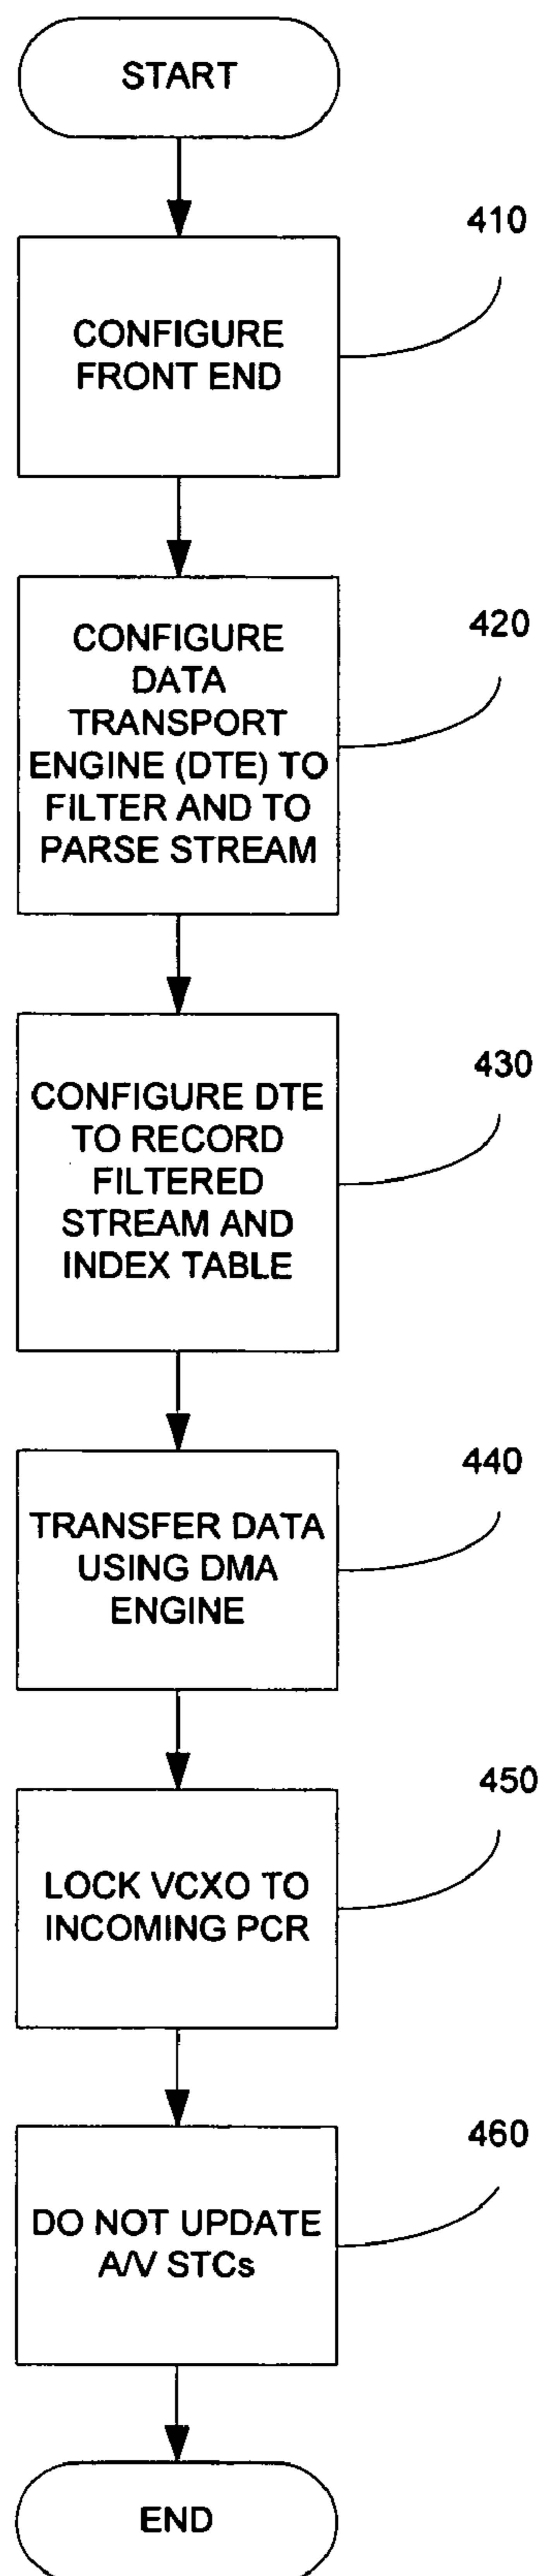 START
410
CONFIGURE
FRONT END
420
CONFIGURE
DATA
TRANSPORT
ENGINE (DTE) TO
FILTER AND TO
PARSE STREAM
430
CONFIGURE DTE
TO RECORD
FILTERED
STREAM AND
INDEX TABLE
440
TRANSFER DATA
USING DMA
ENGINE
450
LOCK VCXO TO
INCOMING PCR
460
DO NOT UPDATE
A/V STCs
END